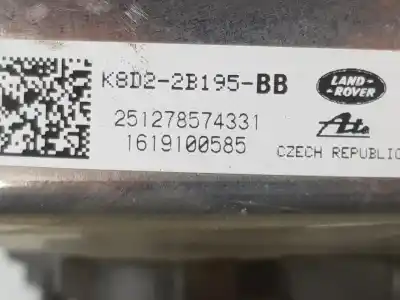 K8D2-2B195-BB
LAND-
ROVER
251278574331
Ate
1619100585
CZECH REPUBLIC